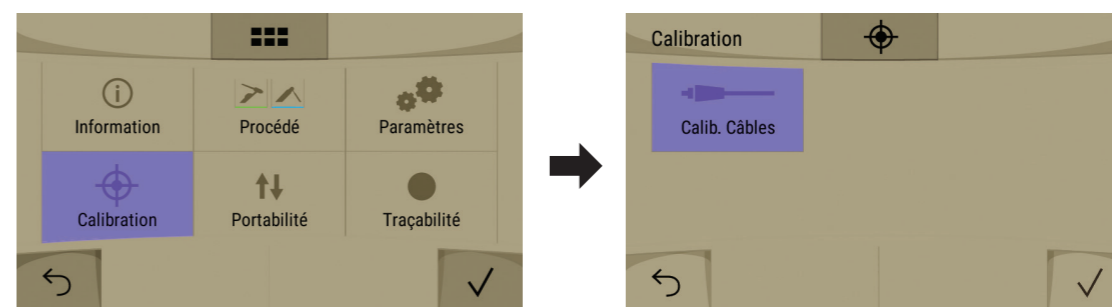 Information
Procédé
Paramètres
Calibration
Portabilité
Traçabilité
Calibration
Calib. Câbles